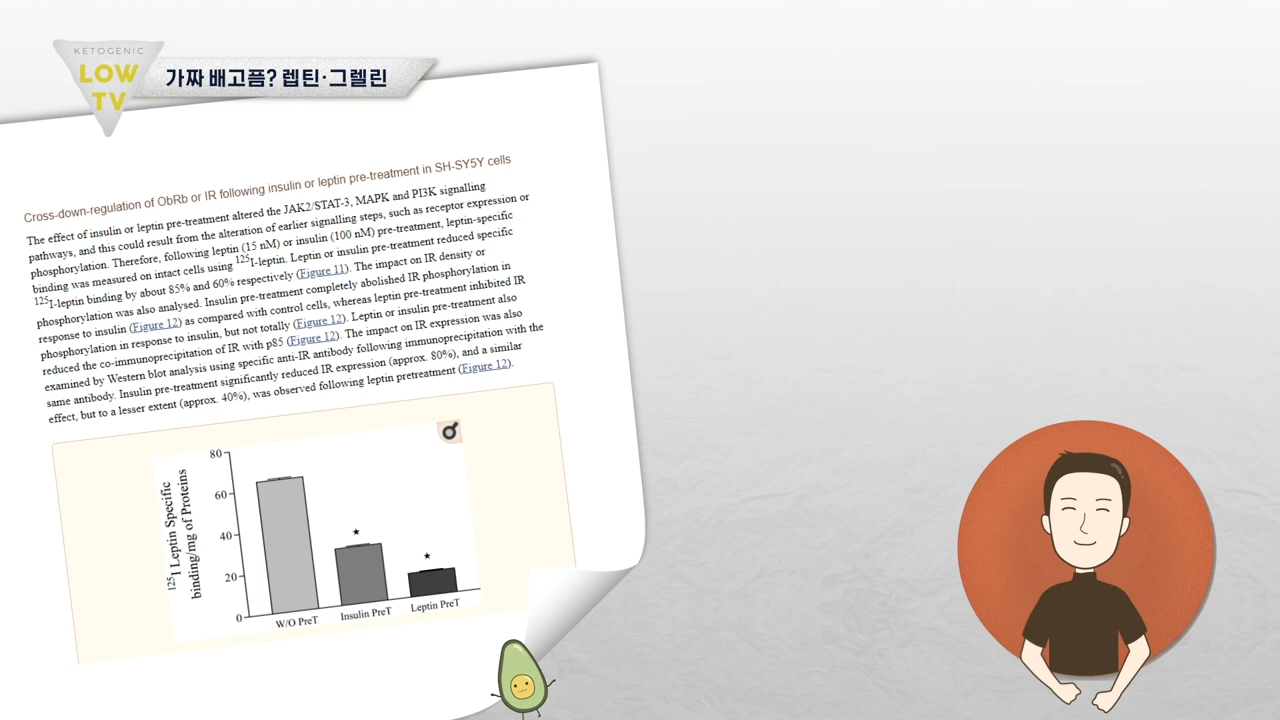 KETOGENIC
LOW
TV
가짜 배고픔? 렙틴·그렐린
Cross-down-regulation of ObRb or IR following insulin or leptin pre-treatment in SH-SY5Y cells
The effect of insulin or leptin pre-treatment altered the JAK2/STAT-3, MAPK and PI3K signalling
pathways, and this could result from the alteration of earlier signalling steps, such as receptor expression or
phosphorylation. Therefore, following leptin (15 nM) or insulin (100 nM) pre-treatment, leptin-specific
binding was measured on intact cells using 125I-leptin. Leptin or insulin pre-treatment reduced specific
125I-leptin binding by about 85% and 60% respectively (Figure 11). The impact on IR density or
phosphorylation was also analysed. Insulin pre-treatment completely abolished IR phosphorylation in
response to insulin (Figure 12) as compared with control cells, whereas leptin pre-treatment inhibited IR
phosphorylation in response to insulin, but not totally (Figure 12). Leptin or insulin pre-treatment also
reduced the co-immunoprecipitation of IR with p85 (Figure 12). The impact on IR expression was also
examined by Western blot analysis using specific anti-IR antibody following immunoprecipitation with the
same antibody. Insulin pre-treatment significantly reduced IR expression (approx. 80%), and a similar
effect, but to a lesser extent (approx. 40%), was observed following leptin pretreatment (Figure 12).
125I Leptin Specific
binding/mg of Proteins
80
60
40
20
0
W/O PreT
Insulin PreT
Leptin PreT